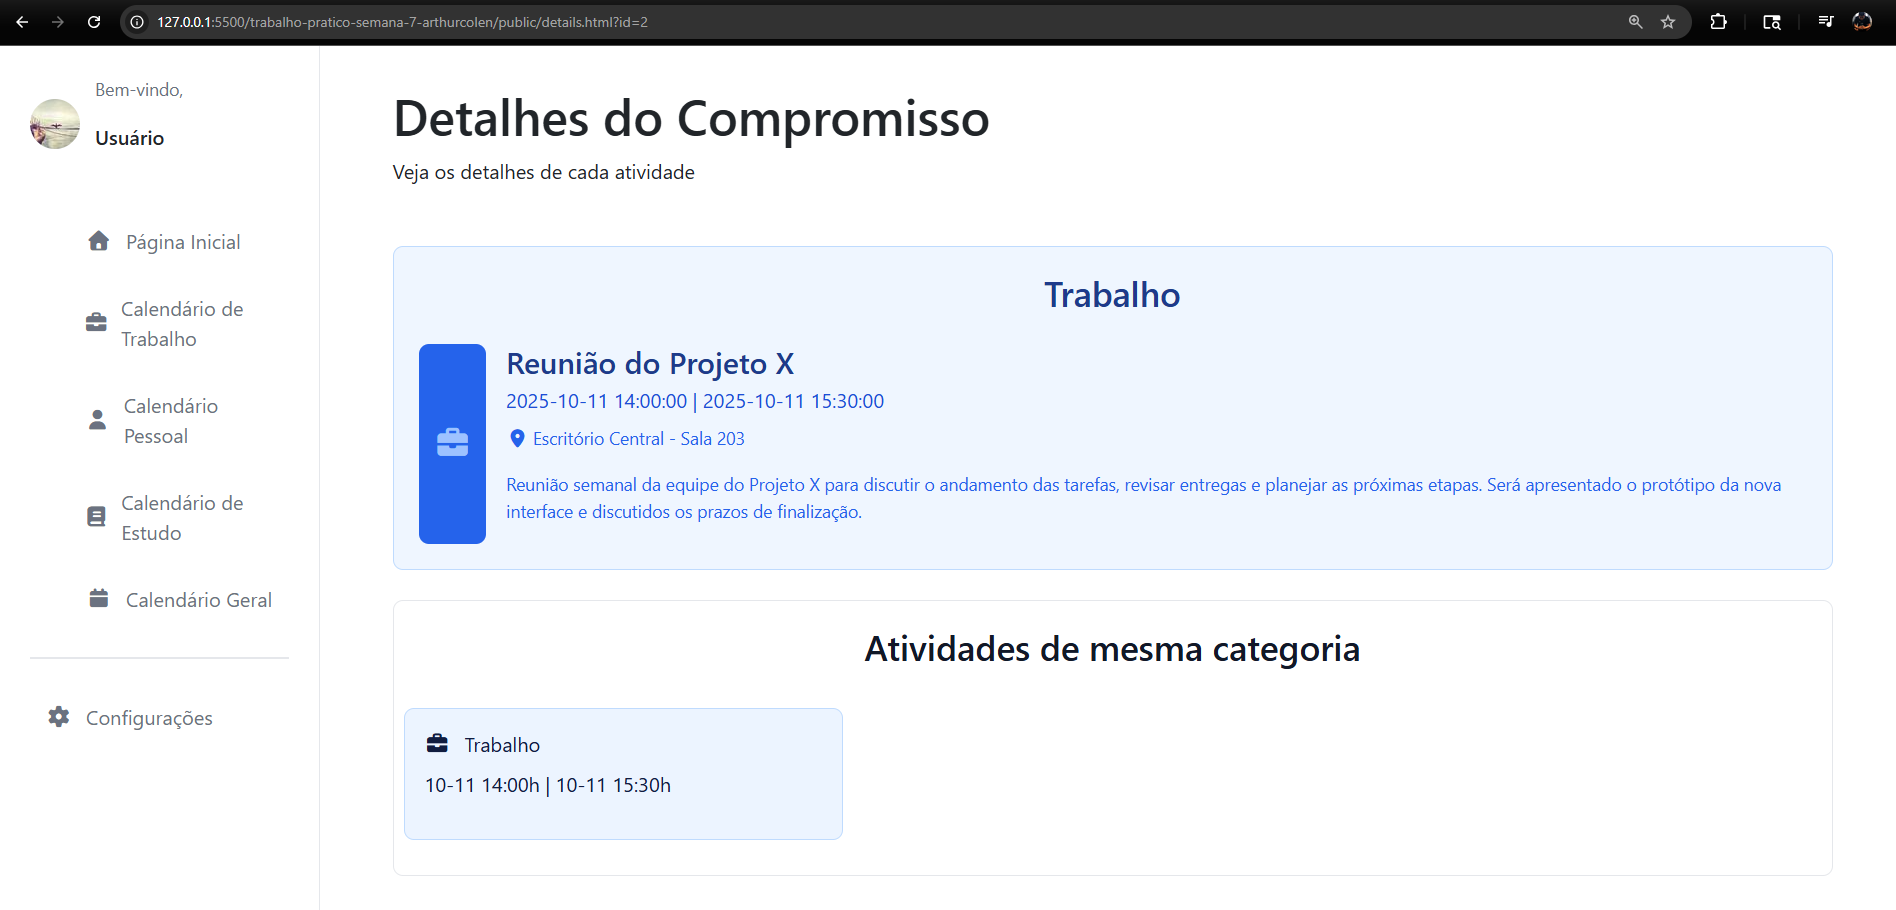 127.0.0.1:5500/trabalho-pratico-semana-7-arthurcolen/public/details.html?id=2
Bem-vindo,
Usuário
Página Inicial
Calendário de
Trabalho
Calendário
Pessoal
Calendário de
Estudo
Calendário Geral
Configurações
Detalhes do Compromisso
Veja os detalhes de cada atividade
Trabalho
Reunião do Projeto X
2025-10-11 14:00:00 | 2025-10-11 15:30:00
Escritório Central - Sala 203
Reunião semanal da equipe do Projeto X para discutir o andamento das tarefas, revisar entregas e planejar as próximas etapas. Será apresentado o protótipo da nova
interface e discutidos os prazos de finalização.
Atividades de mesma categoria
Trabalho
10-11 14:00h | 10-11 15:30h